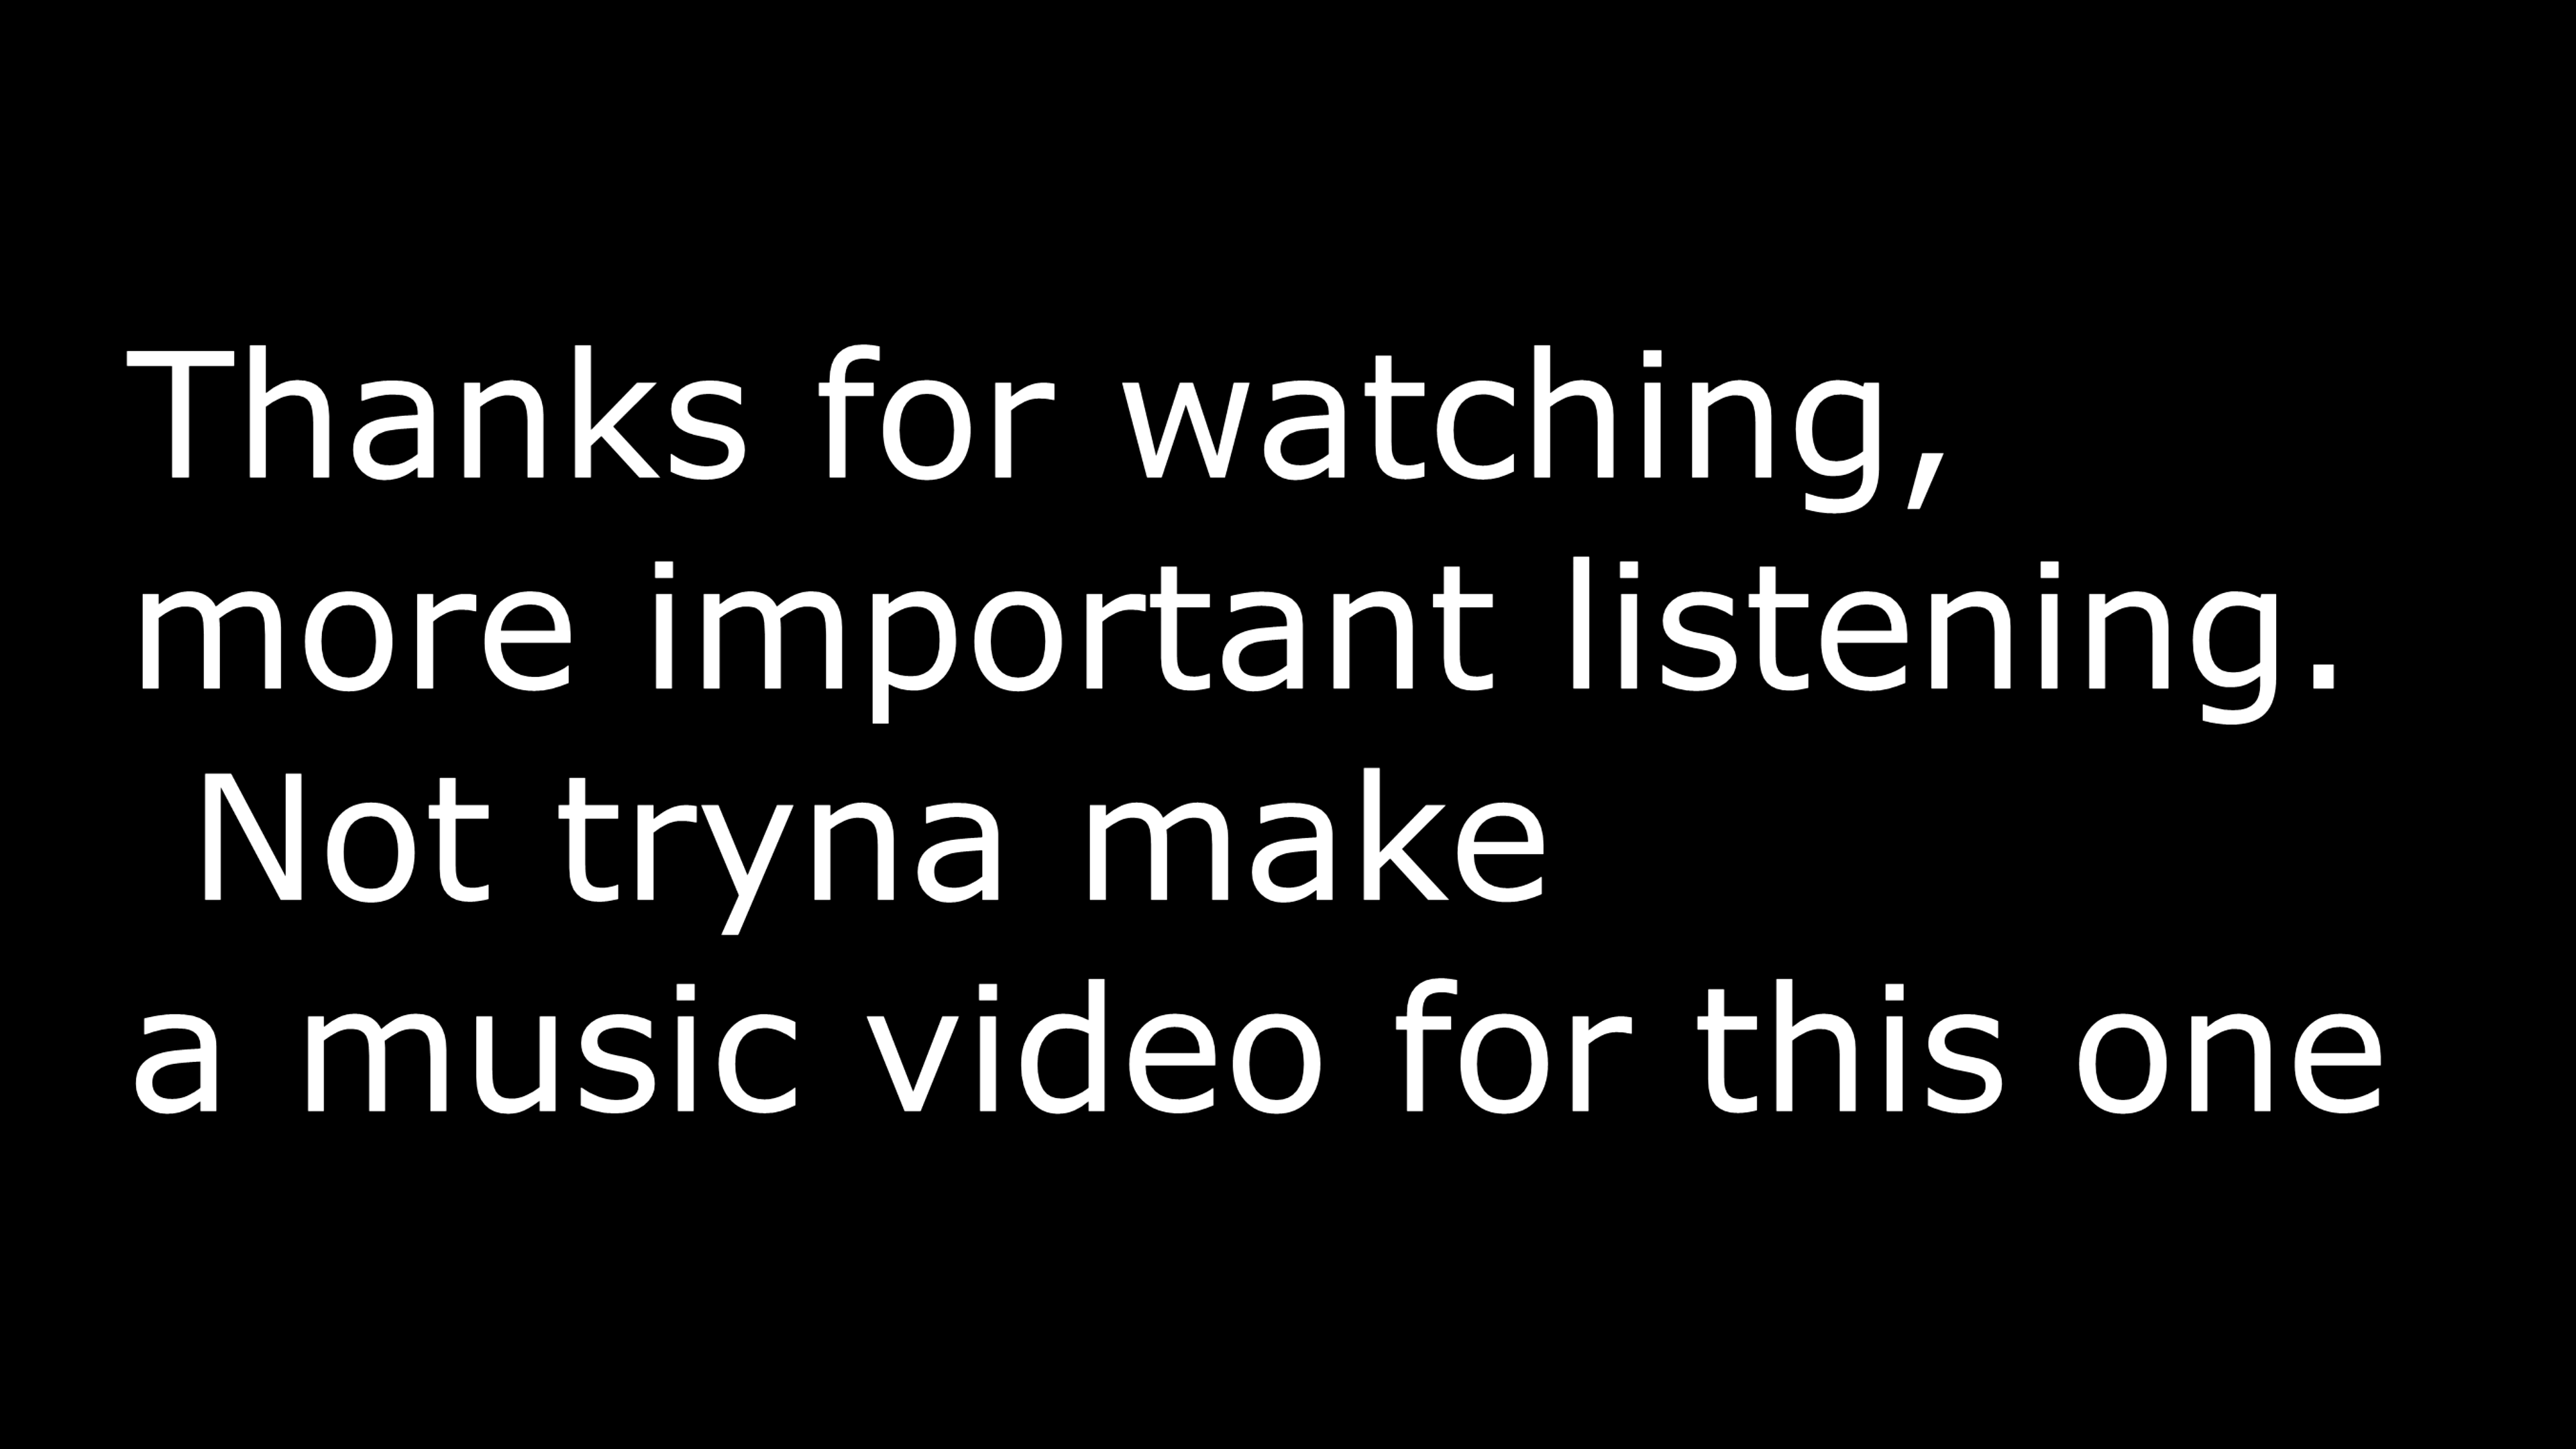 Thanks for watching,
more important listening.
Not tryna make
a music video for this one